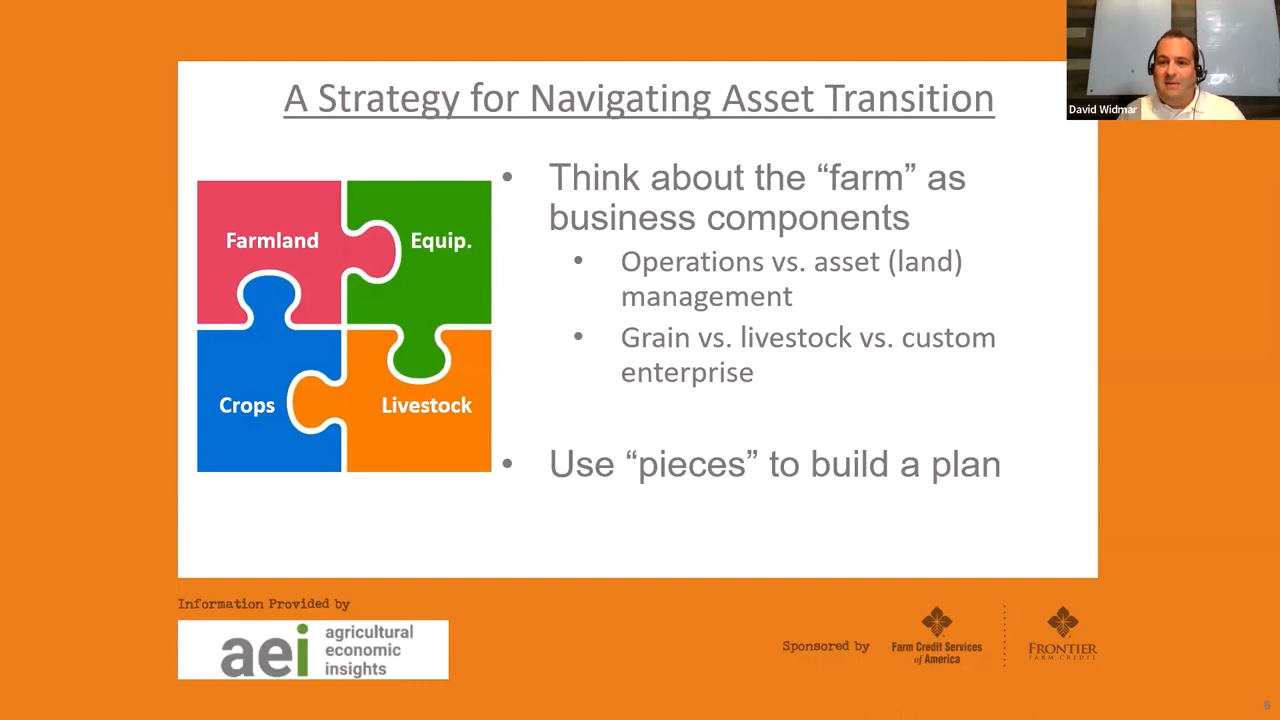 David Widmar
A Strategy for Navigating Asset Transition
Farmland
Equip.
Crops
Livestock
• Think about the “farm” as
business components
• Operations vs. asset (land)
management
• Grain vs. livestock vs. custom
enterprise
• Use “pieces” to build a plan
Information Provided by
aei
agricultural
economic
insights
Sponsored by
Farm Credit Services
of America
FRONTIER
FARM CREDIT
6